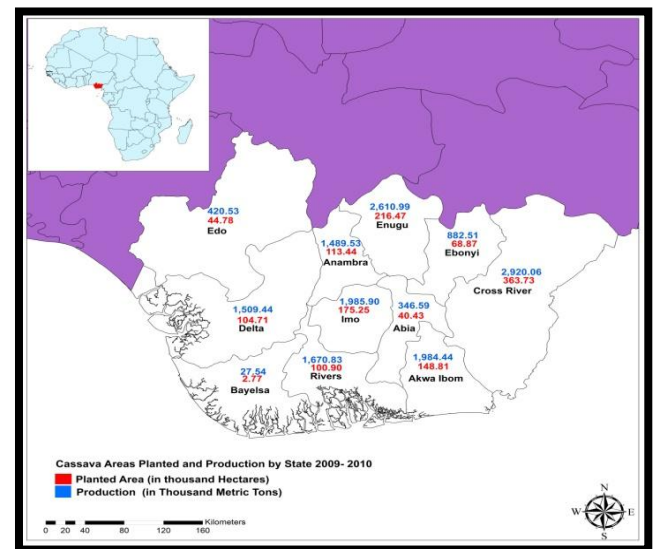 420.53
44.78
Edo
2,610.99
216.47
Enugu
882.51
68.87
Ebonyi
1,489.53
113.44
Anambra
2,920.06
363.73
Cross River
1,509.44
104.71
Delta
1,985.90
175.25
Imo
346.59
40.43
Abia
27.54
2.77
Bayelsa
1,670.83
100.90
Rivers
1,984.44
148.81
Akwa Ibom
Cassava Areas Planted and Production by State 2009- 2010
Planted Area (in thousand Hectares)
Production (in Thousand Metric Tons)
Kilometers
0 20 40 80 120 160
N
W E
S